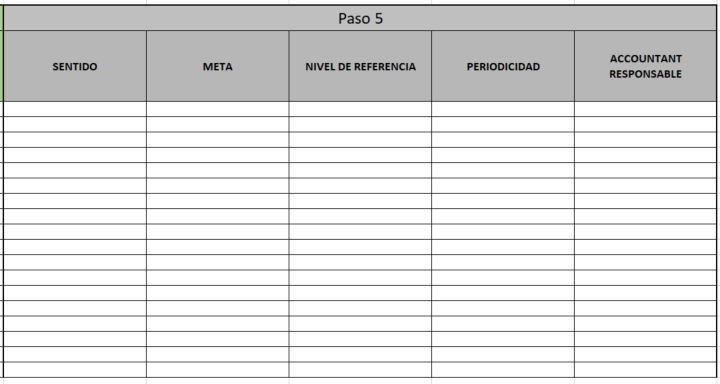 Paso 5
SENTIDO
META
NIVEL DE REFERENCIA
PERIODICIDAD
ACCOUNTANT
RESPONSABLE